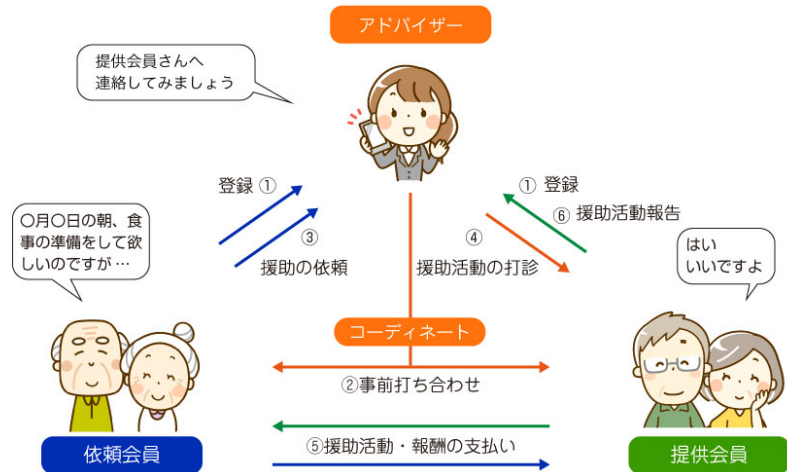 アドバイザー
提供会員さんへ
連絡してみましょう
登録 ①
① 登録
⑥ 援助活動報告
〇月〇日の朝、食
事の準備をして欲
しいのですが…
③
援助の依頼
④
援助活動の打診
はい
いいですよ
コーディネート
②事前打ち合わせ
依頼会員
⑤援助活動・報酬の支払い
提供会員